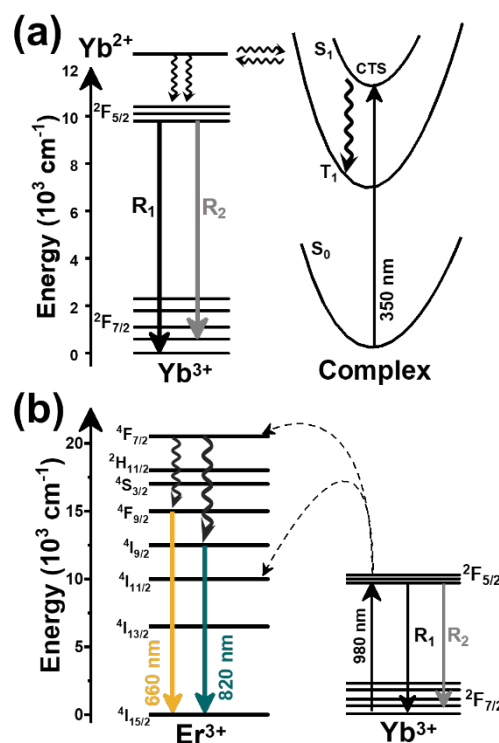 (a)
Yb²⁺
S₁
CTS
12
²F₅/₂
10
8
6
4
2
0
Energy (10³ cm⁻¹)
R₁
R₂
T₁
S₀
350 nm
²F₇/₂
Yb³⁺
Complex
(b)
⁴F₇/₂
20
²H₁₁/₂
⁴S₃/₂
⁴F₉/₂
15
⁴I₉/₂
⁴I₁₁/₂
10
⁴I₁₃/₂
5
⁴I₁₅/₂
0
Energy (10³ cm⁻¹)
660 nm
820 nm
Er³⁺
²F₅/₂
980 nm
R₁
R₂
²F₇/₂
Yb³⁺